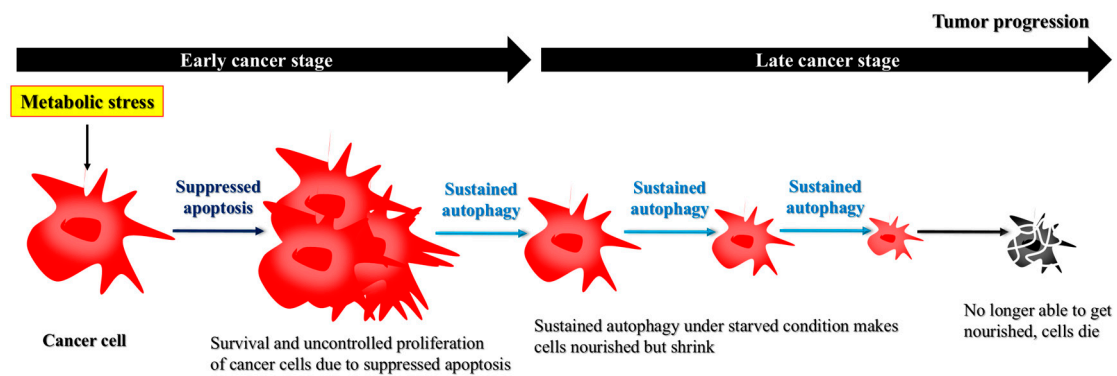 Tumor progression
Early cancer stage
Late cancer stage
Metabolic stress
Suppressed
apoptosis
Sustained
autophagy
Sustained
autophagy
Sustained
autophagy
Cancer cell
Survival and uncontrolled proliferation
of cancer cells due to suppressed apoptosis
Sustained autophagy under starved condition makes
cells nourished but shrink
No longer able to get
nourished, cells die